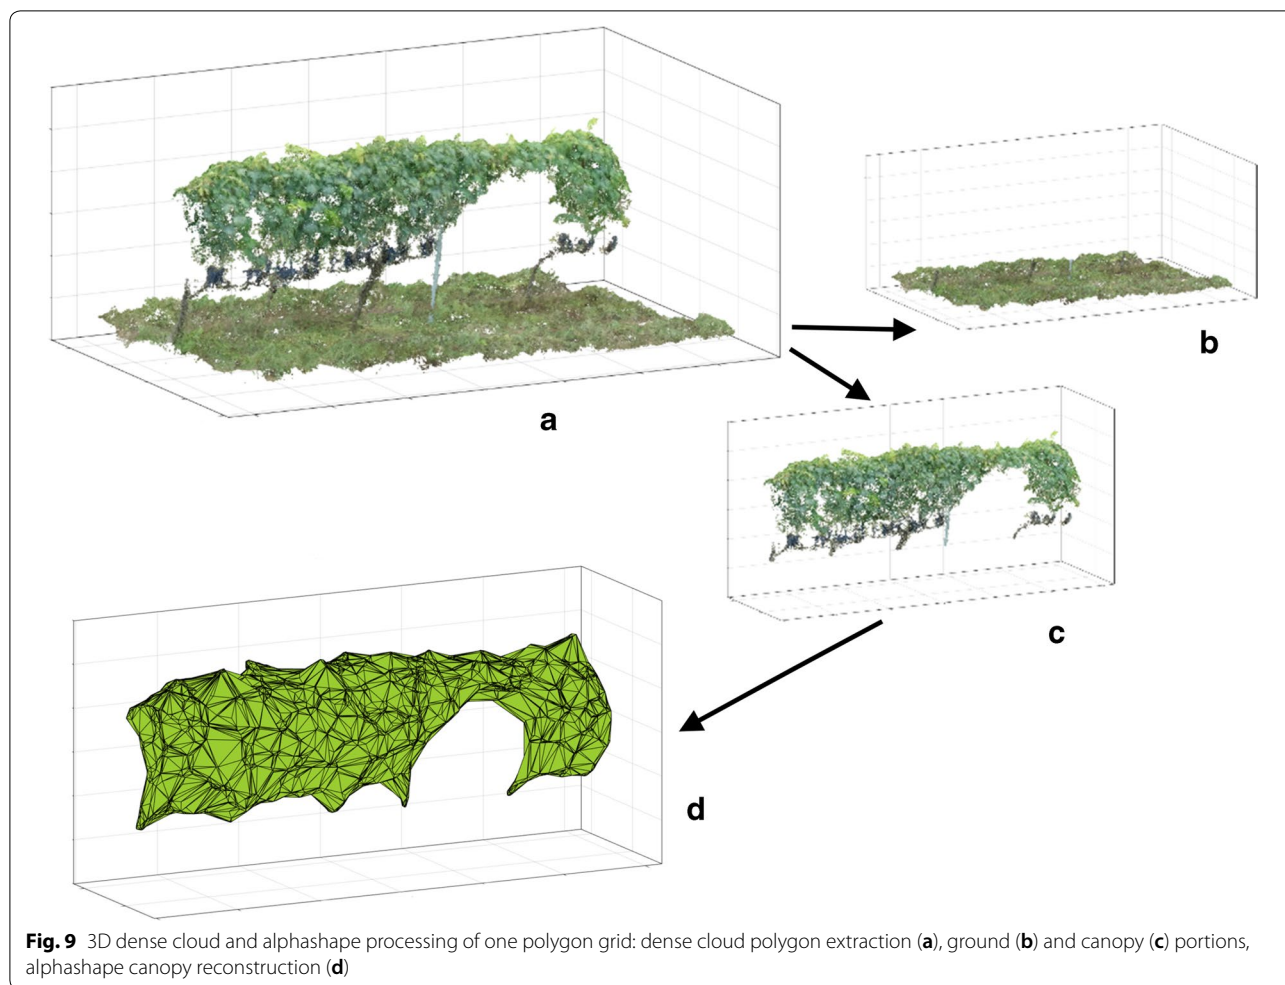 a
b
c
d
Fig. 9 3D dense cloud and alphashape processing of one polygon grid: dense cloud polygon extraction (a), ground (b) and canopy (c) portions,
alphashape canopy reconstruction (d)